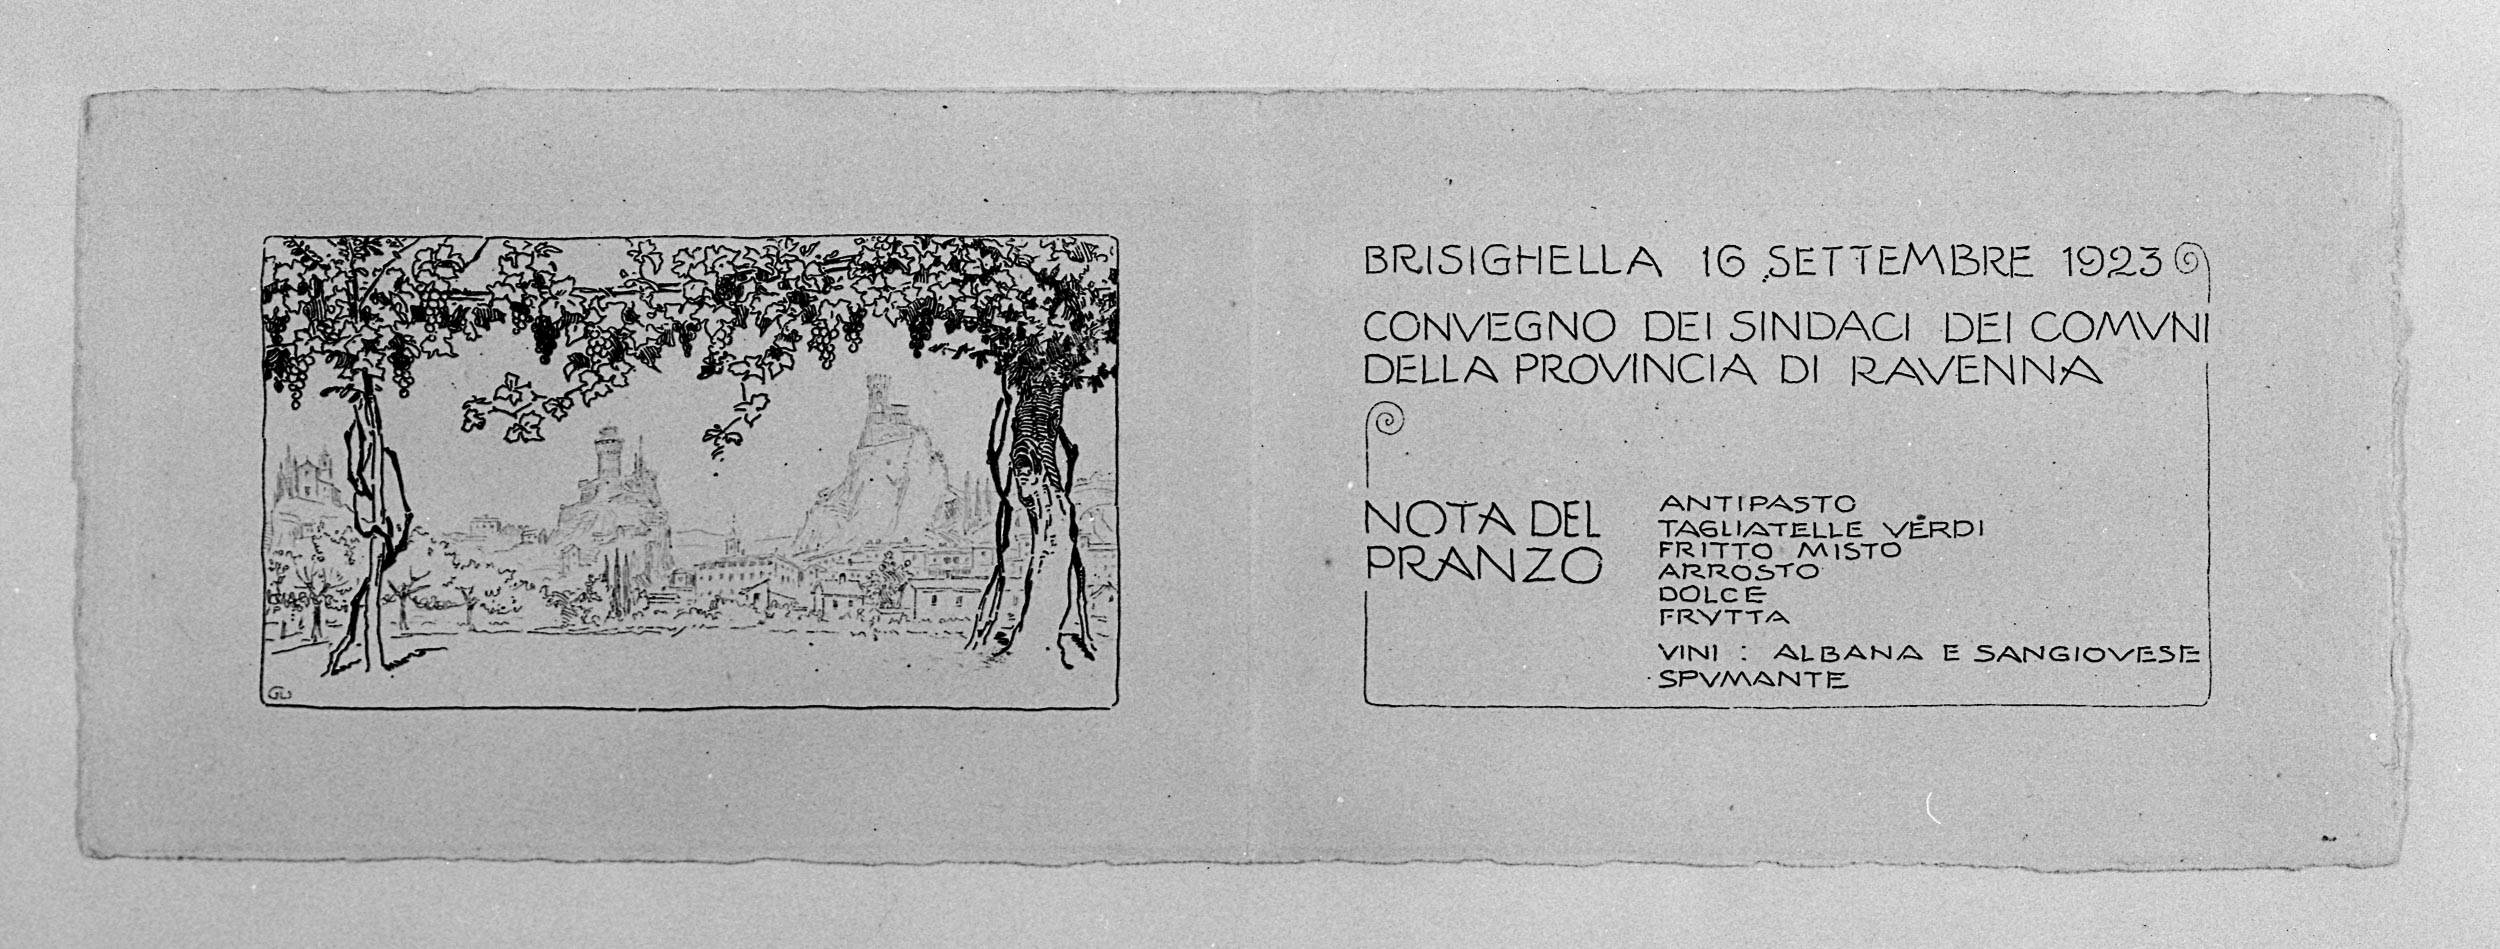 BRISIGHELLA 16 SETTEMBRE 1923
CONVEGNO DEI SINDACI DEI COMVNI
DELLA PROVINCIA DI RAVENNA
NOTA DEL
PRANZO
ANTIPASTO
TAGLIATELLE VERDI
FRITTO MISTO
ARROSTO
DOLCE
FRVTTA
VINI : ALBANA E SANGIOVESE
SPVMANTE